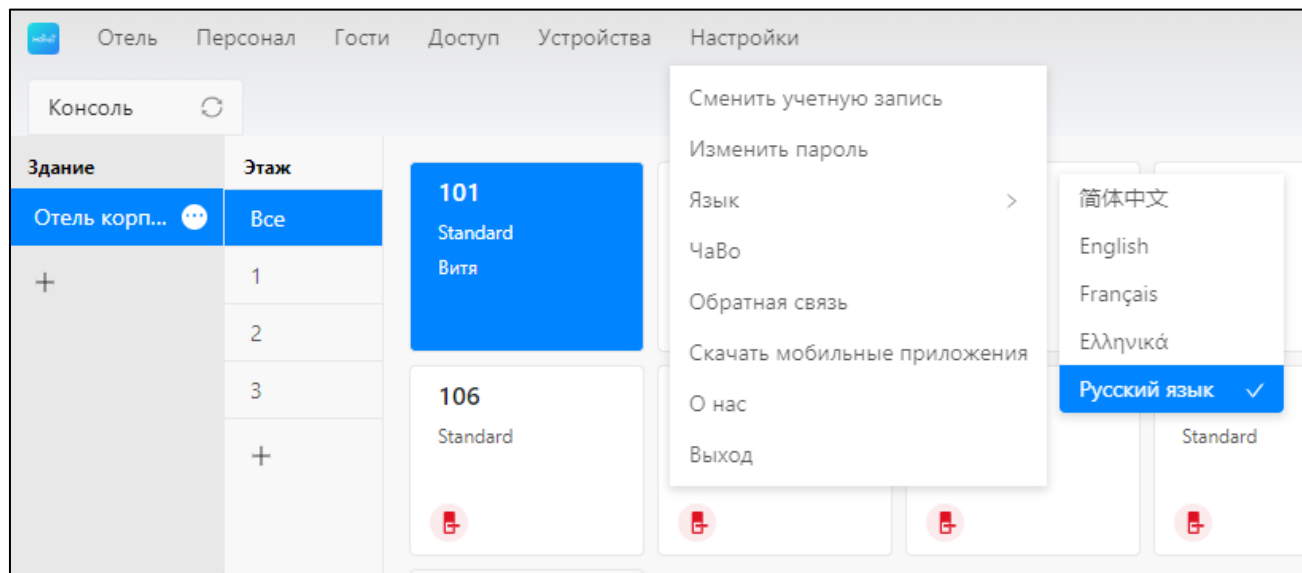 Отель Персонал Гости Доступ Устройства Настройки
Консоль
Здание
Отель корп...
Этаж
Все
1
2
3
101
Standard
Витя
106
Standard
Standard
Сменить учетную запись
Изменить пароль
Язык
ЧаВо
Обратная связь
Скачать мобильные приложения
О нас
Выход
简体中文
English
Français
Ελληνικά
Русский язык